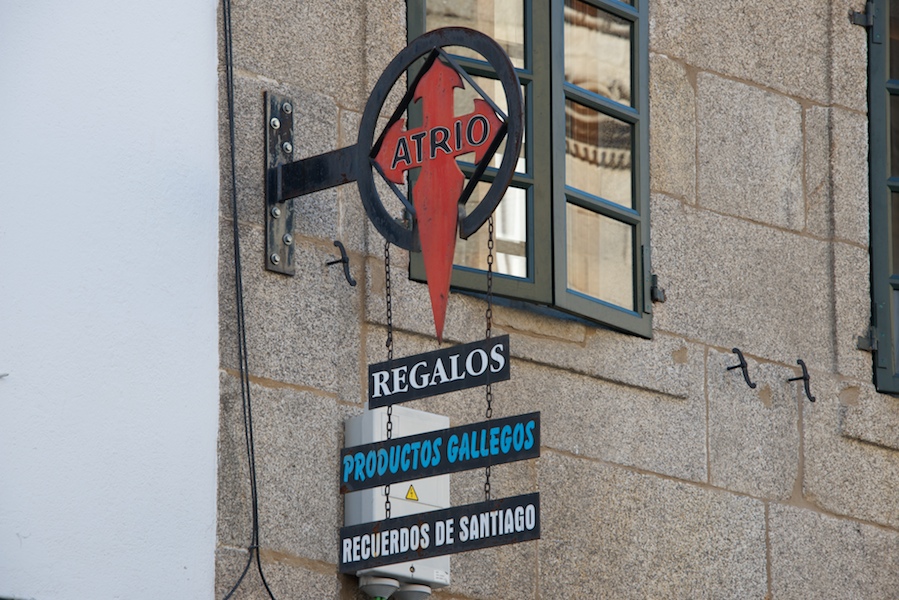 ATRIO
REGALOS
PRODUCTOS GALLEGOS
RECUERDOS DE SANTIAGO